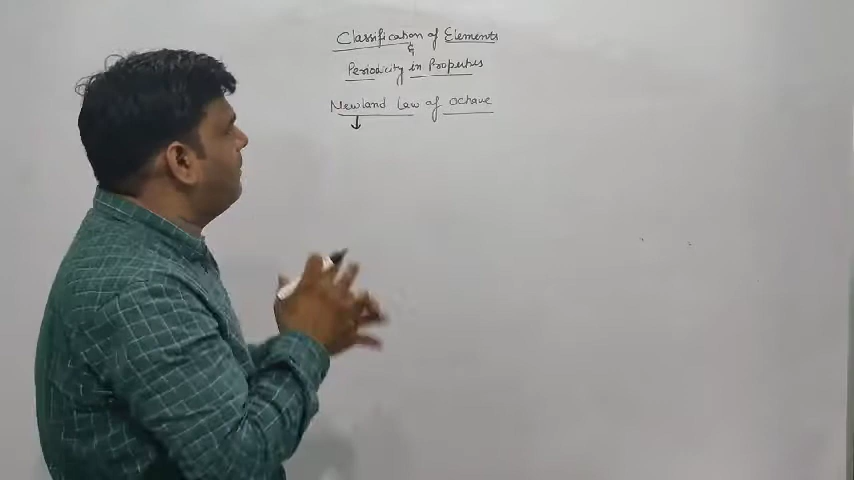 Classification of Elements
&
Periodicity in Properties
Newland Law of Octave
↓